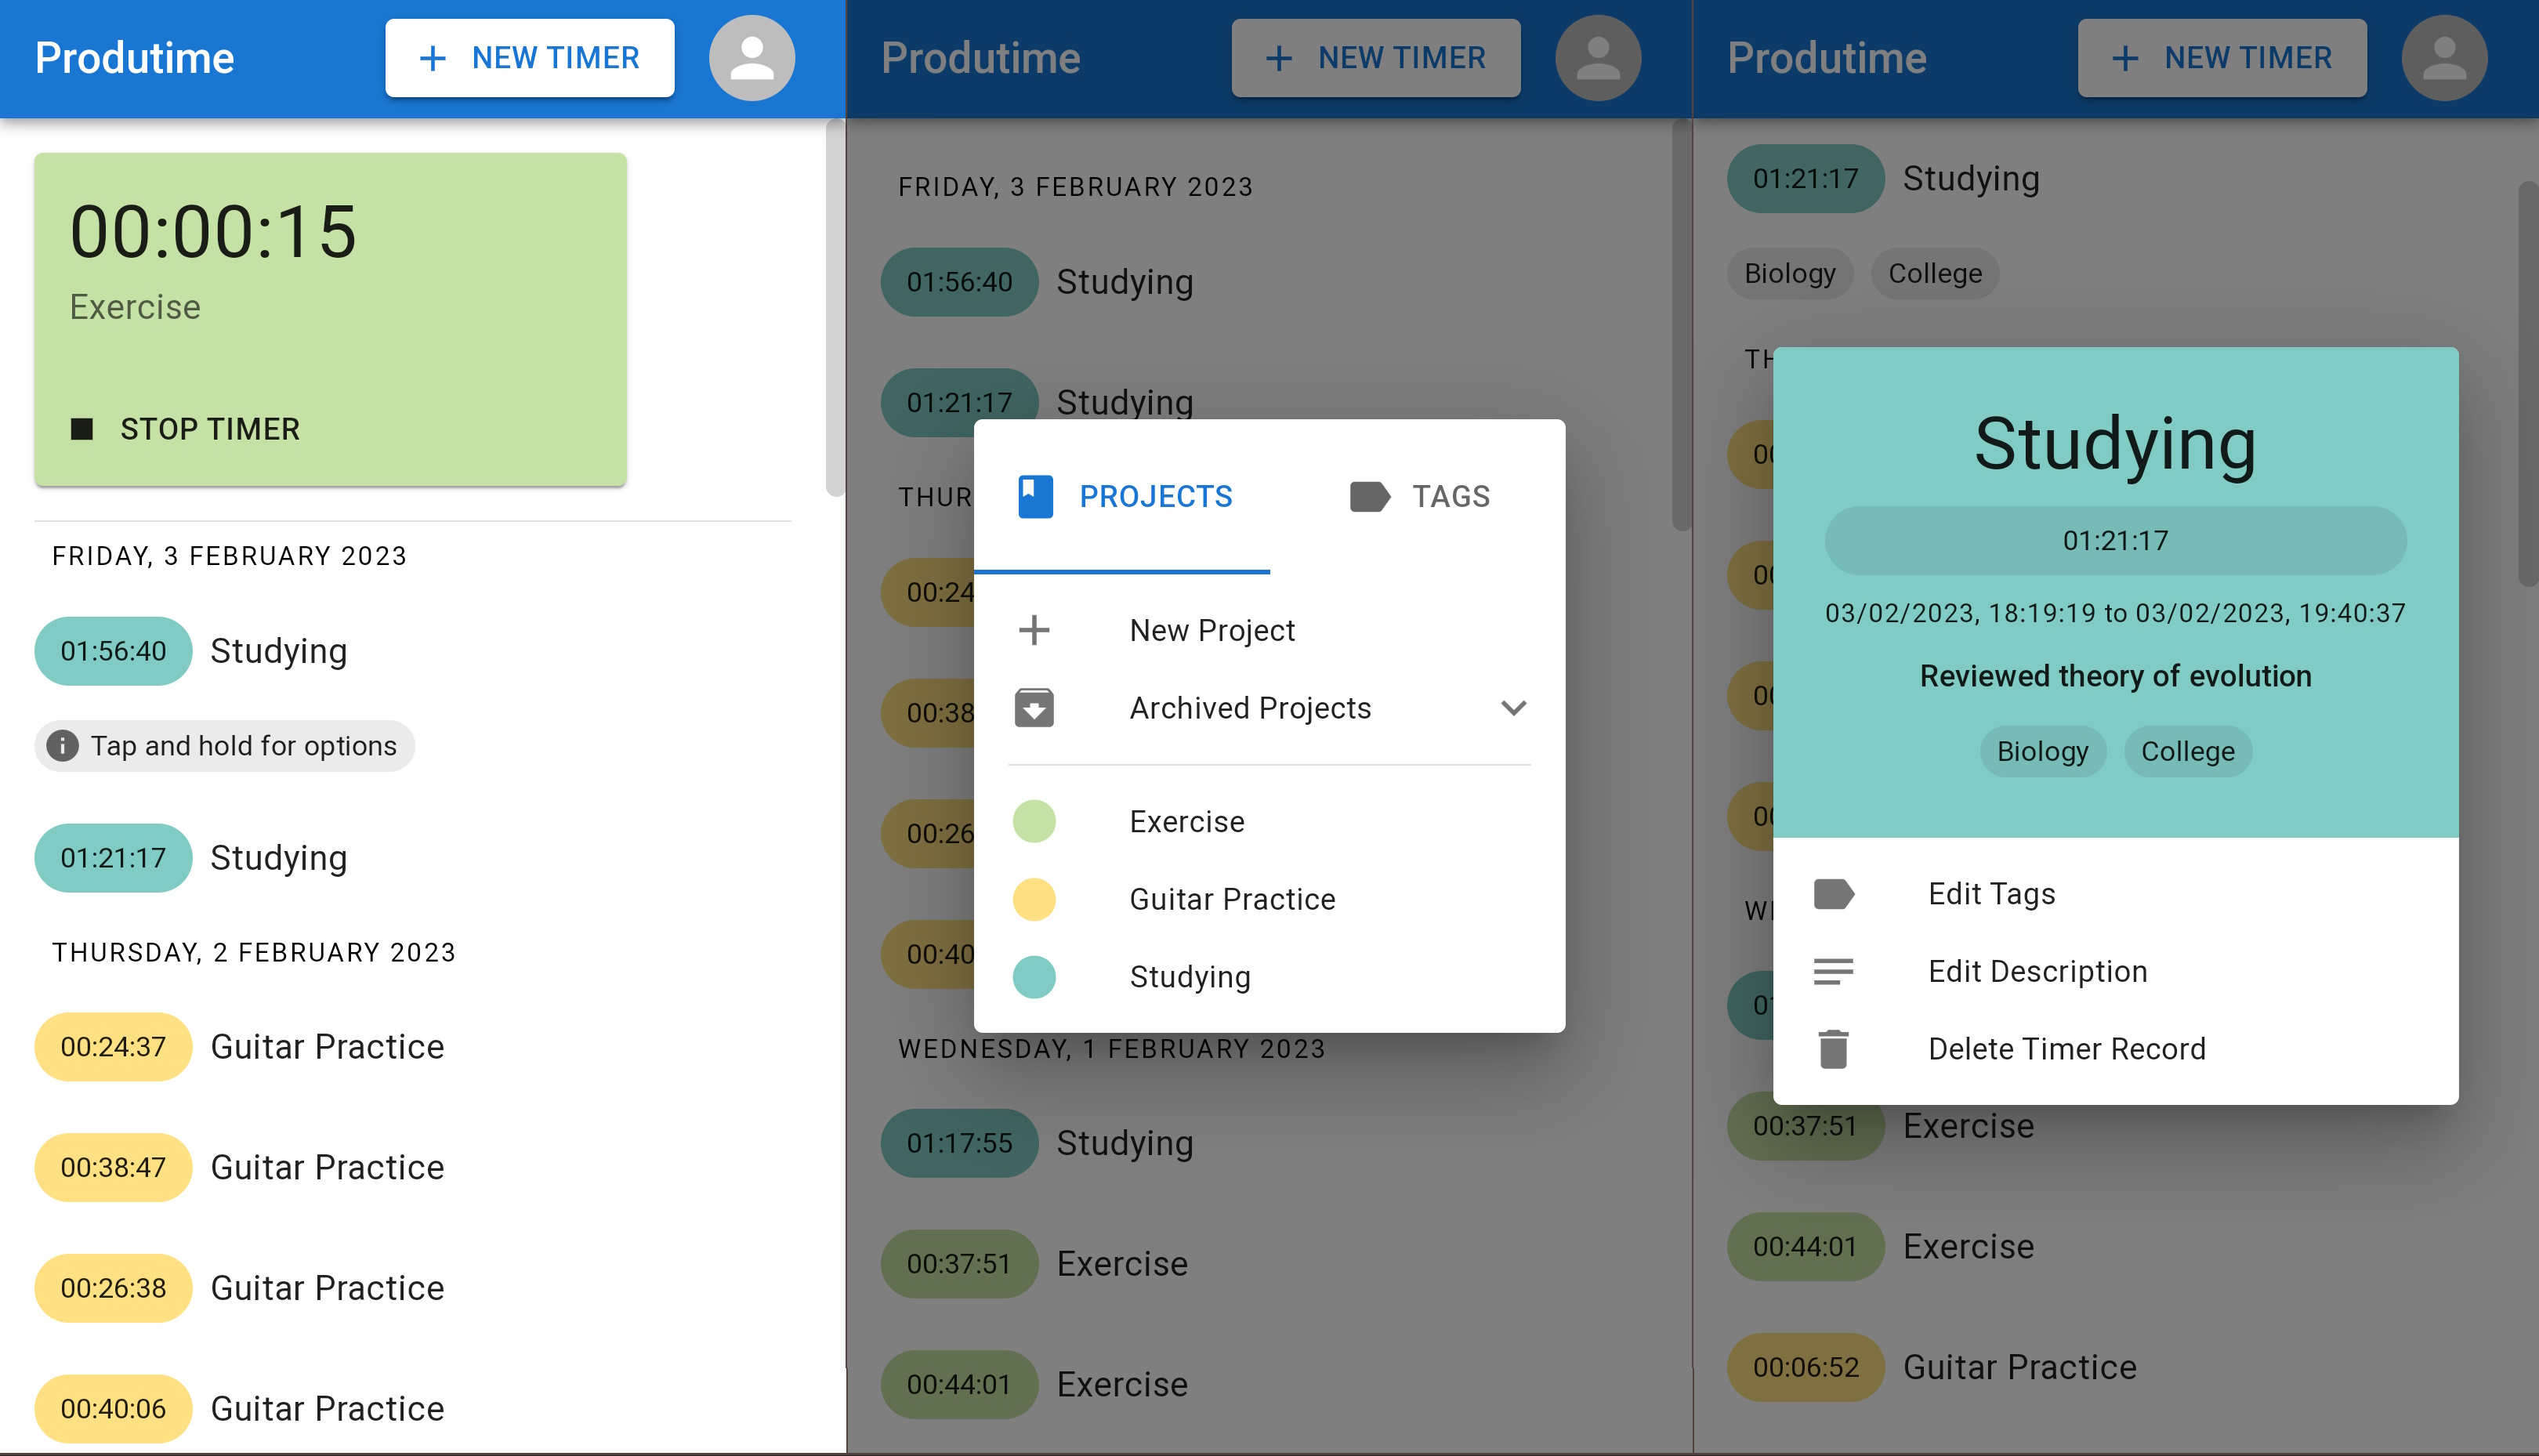 Produtime
NEW TIMER
00:00:15
Exercise
STOP TIMER
FRIDAY, 3 FEBRUARY 2023
01:56:40 Studying
Tap and hold for options
01:21:17 Studying
THURSDAY, 2 FEBRUARY 2023
00:24:37 Guitar Practice
00:38:47 Guitar Practice
00:26:38 Guitar Practice
00:40:06 Guitar Practice
Produtime
NEW TIMER
FRIDAY, 3 FEBRUARY 2023
01:56:40 Studying
01:21:17 Studying
THUR
00:24
00:38
00:26
00:40
PROJECTS
TAGS
New Project
Archived Projects
Exercise
Guitar Practice
Studying
WEDNESDAY, 1 FEBRUARY 2023
01:17:55 Studying
00:37:51 Exercise
00:44:01 Exercise
Produtime
NEW TIMER
01:21:17 Studying
Biology College
Studying
01:21:17
03/02/2023, 18:19:19 to 03/02/2023, 19:40:37
Reviewed theory of evolution
Biology College
Edit Tags
Edit Description
Delete Timer Record
00:37:51 Exercise
00:44:01 Exercise
00:06:52 Guitar Practice